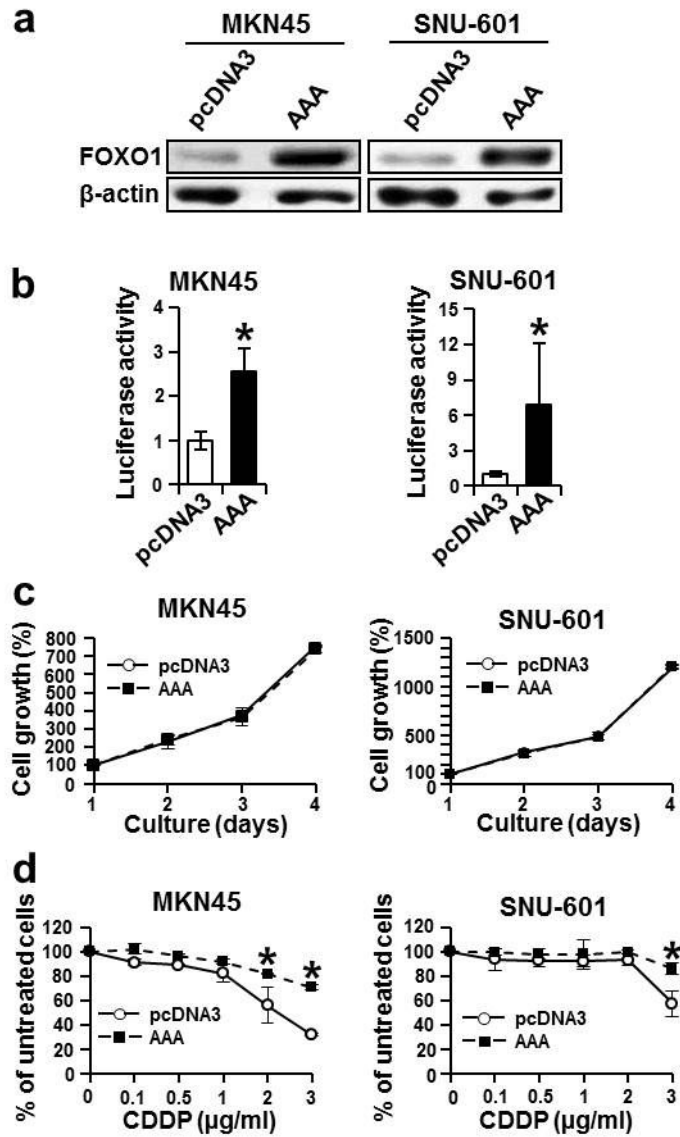 a
MKN45 SNU-601
pcDNA3 AAA pcDNA3 AAA
FOXO1
β-actin
b
MKN45
Luciferase activity
4
3
2
1
0
pcDNA3 AAA
SNU-601
Luciferase activity
15
12
9
6
3
0
pcDNA3 AAA
*
*
c
MKN45
Cell growth (%)
800
700
600
500
400
300
200
100
0
pcDNA3
AAA
1 2 3 4
Culture (days)
SNU-601
Cell growth (%)
1500
1000
500
100
0
pcDNA3
AAA
1 2 3 4
Culture (days)
d
MKN45
% of untreated cells
120
100
80
60
40
20
0
* *
pcDNA3
AAA
0 0.1 0.5 1 2 3
CDDP (μg/ml)
SNU-601
% of untreated cells
120
100
80
60
40
20
0
*
pcDNA3
AAA
0 0.1 0.5 1 2 3
CDDP (μg/ml)